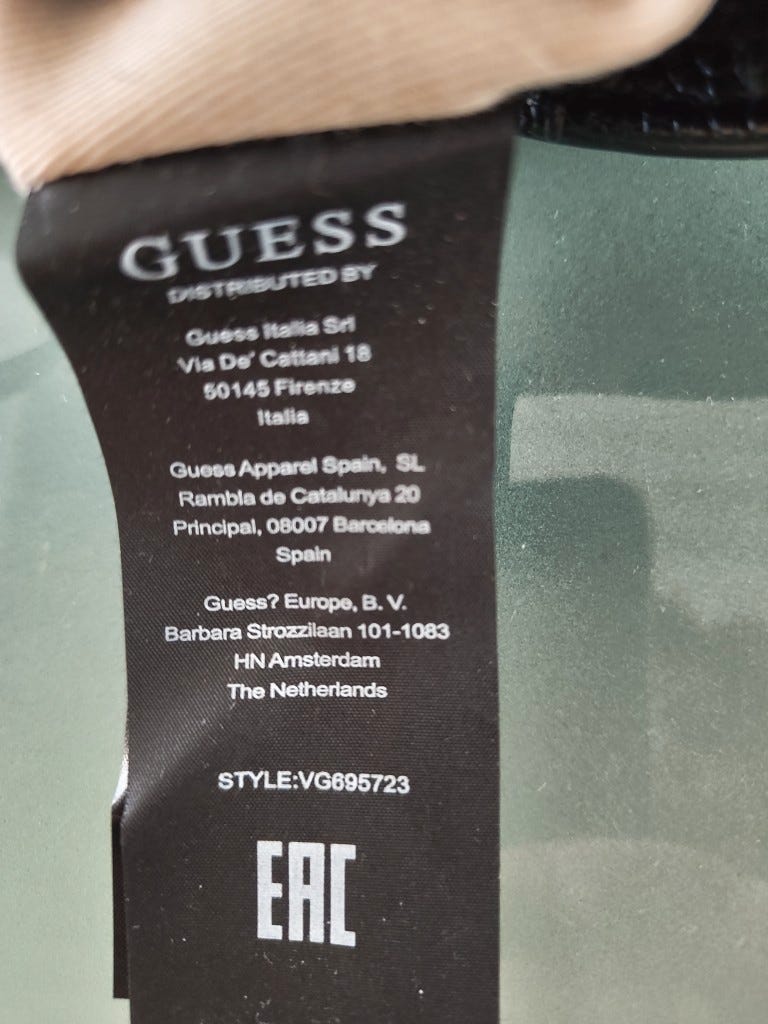 GUESS
DISTRIBUTED BY
Guess Italia Srl
Via De' Cattani 18
50145 Firenze
Italia
Guess Apparel Spain, SL
Rambla de Catalunya 20
Principal, 08007 Barcelona
Spain
Guess? Europe, B. V.
Barbara Strozzilaan 101-1083
HN Amsterdam
The Netherlands
STYLE:VG695723
EAC